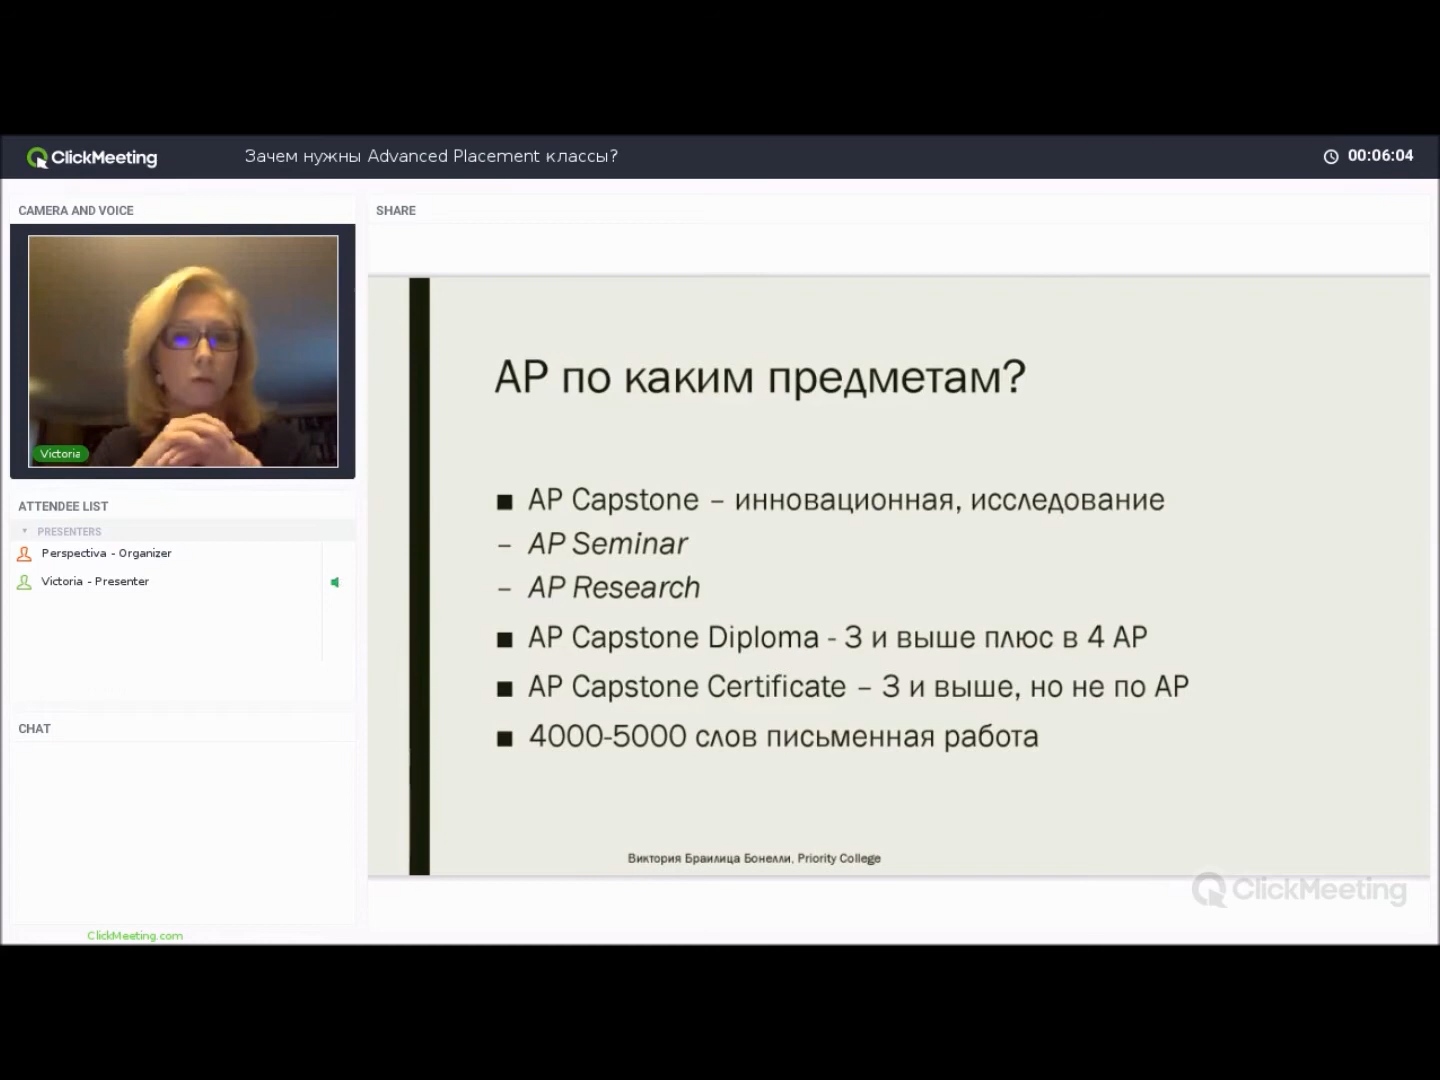 ClickMeeting
Зачем нужны Advanced Placement классы?
00:06:04
CAMERA AND VOICE
Victoria
ATTENDEE LIST
PRESENTERS
Perspectiva - Organizer
Victoria - Presenter
CHAT
ClickMeeting.com
SHARE
AP по каким предметам?
■ AP Capstone – инновационная, исследование
– AP Seminar
– AP Research
■ AP Capstone Diploma - 3 и выше плюс в 4 AP
■ AP Capstone Certificate – 3 и выше, но не по AP
■ 4000-5000 слов письменная работа
Виктория Браилица Бонелли, Priority College
ClickMeeting